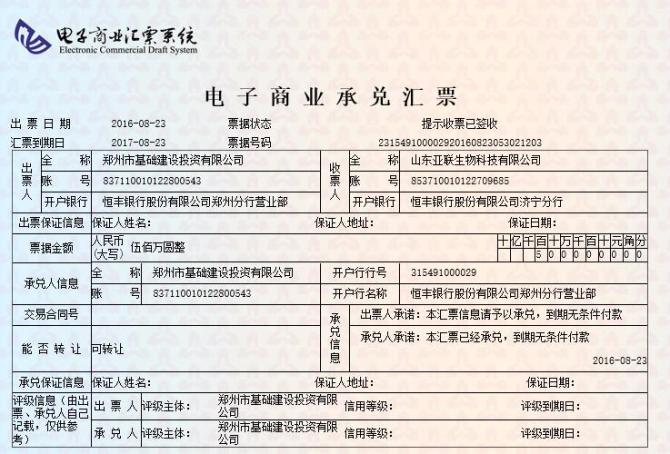 电子商业汇票系统
Electronic Commercial Draft System
电子商业承兑汇票
出票日期 2016-08-23 票据状态 提示收票已签收
汇票到期日 2017-08-23 票据号码 231549100002920160823053021203
出票人 全称 郑州市基础建设投资有限公司 收票人 全称 山东亚联生物科技有限公司
账号 837110010122800543 账号 853710010122709685
开户银行 恒丰银行股份有限公司郑州分行营业部 开户银行 恒丰银行股份有限公司济宁分行
出票保证信息 保证人姓名: 保证人地址: 保证日期:
票据金额 人民币(大写) 伍佰万圆整 十亿千百十万千百十元角分
500000000
承兑人信息 全称 郑州市基础建设投资有限公司 开户行行号 315491000029
账号 837110010122800543 开户行名称 恒丰银行股份有限公司郑州分行营业部
交易合同号 承兑信息 出票人承诺:本汇票信息请予以承兑,到期无条件付款
能否转让 可转让 承兑人承诺:本汇票已经承兑,到期无条件付款
2016-08-23
承兑保证信息 保证人姓名: 保证人地址: 保证日期:
评级信息(由出票、承兑人自己记载,仅供参考) 出票人 评级主体: 郑州市基础建设投资有限公司 信用等级: 评级到期日:
承兑人 评级主体: 郑州市基础建设投资有限公司 信用等级: 评级到期日: